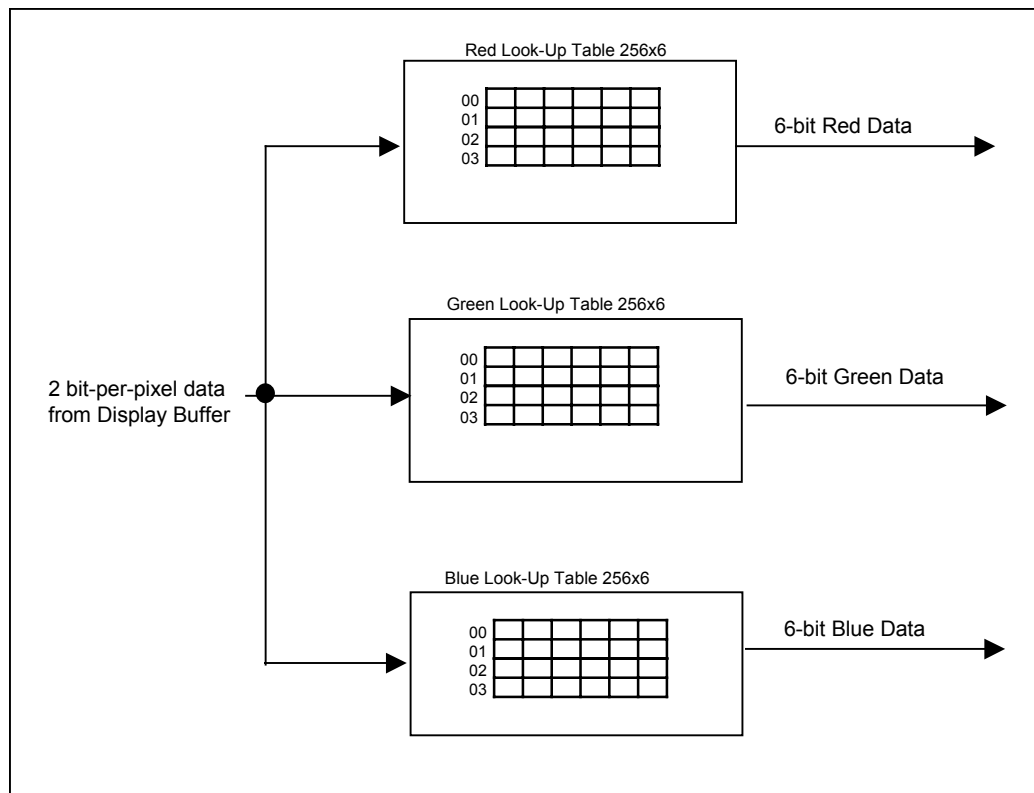 Red Look-Up Table 256x6
00
01
02
03
6-bit Red Data
Green Look-Up Table 256x6
00
01
02
03
6-bit Green Data
2 bit-per-pixel data
from Display Buffer
Blue Look-Up Table 256x6
00
01
02
03
6-bit Blue Data